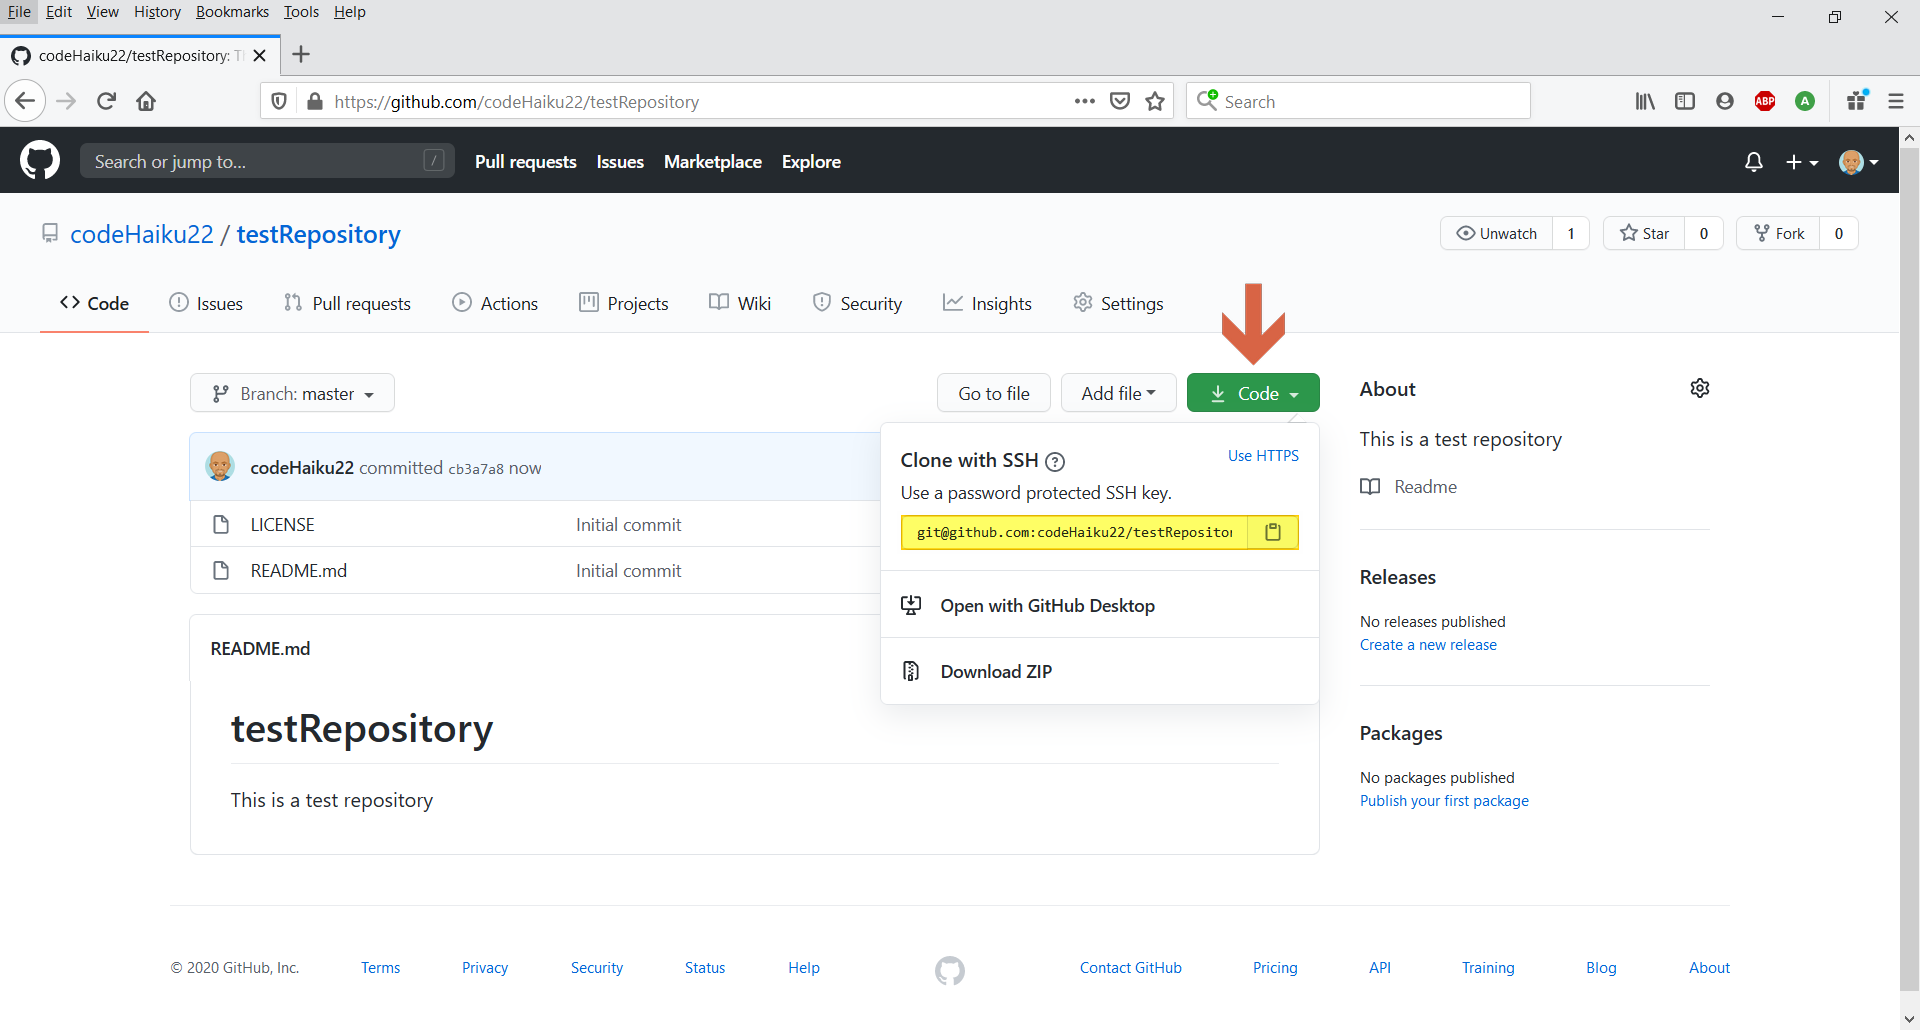 File Edit View History Bookmarks Tools Help
codeHaiku22/testRepository: T
https://github.com/codeHaiku22/testRepository
Search
ABP
A
Search or jump to... /
Pull requests Issues Marketplace Explore
codeHaiku22 / testRepository
Unwatch 1
Star 0
Fork 0
Code Issues Pull requests Actions Projects Wiki Security Insights Settings
Branch: master
Go to file
Add file
Code
codeHaiku22 committed cb3a7a8 now
LICENSE Initial commit
README.md Initial commit
Clone with SSH ?
Use HTTPS
Use a password protected SSH key.
git@github.com:codeHaiku22/testRepositor
Open with GitHub Desktop
Download ZIP
README.md
testRepository
This is a test repository
About
This is a test repository
Readme
Releases
No releases published
Create a new release
Packages
No packages published
Publish your first package
© 2020 GitHub, Inc. Terms Privacy Security Status Help Contact GitHub Pricing API Training Blog About